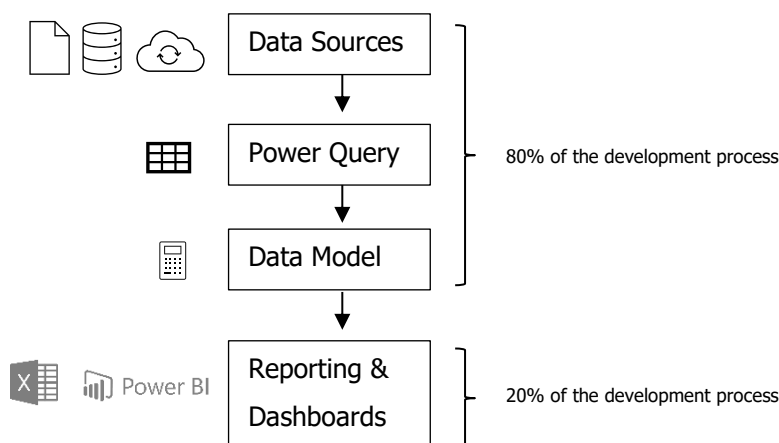 Data Sources
Power Query
80% of the development process
Data Model
X
Power BI
Reporting &
Dashboards
20% of the development process